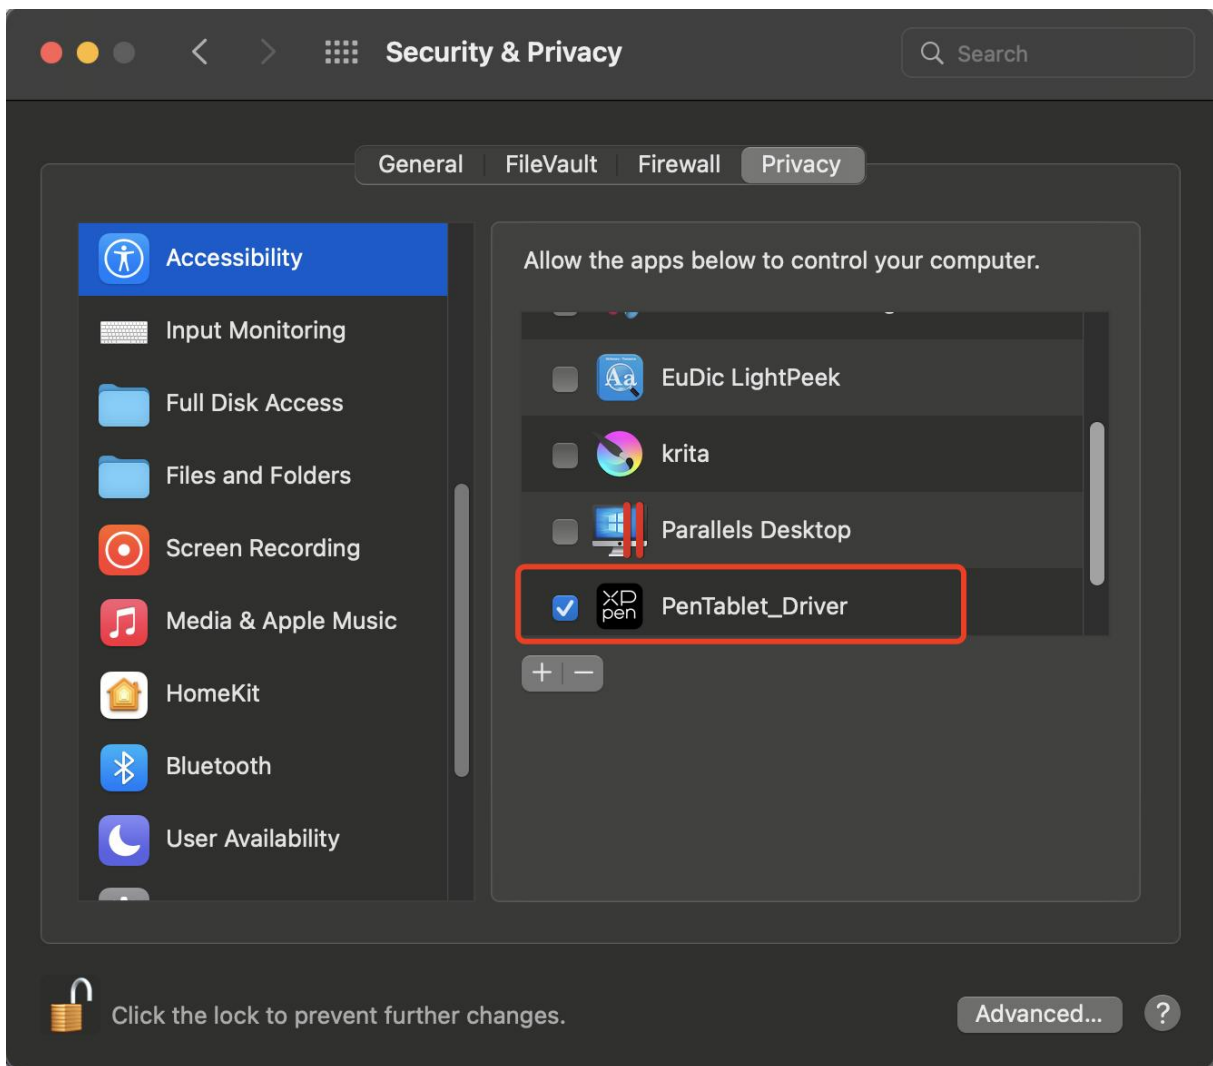 Security & Privacy
Search
General
FileVault
Firewall
Privacy
Accessibility
Input Monitoring
Full Disk Access
Files and Folders
Screen Recording
Media & Apple Music
HomeKit
Bluetooth
User Availability
Allow the apps below to control your computer.
Aa
EuDic LightPeek
krita
Parallels Desktop
XP
pen
PenTablet_Driver
+ −
Click the lock to prevent further changes.
Advanced...
?